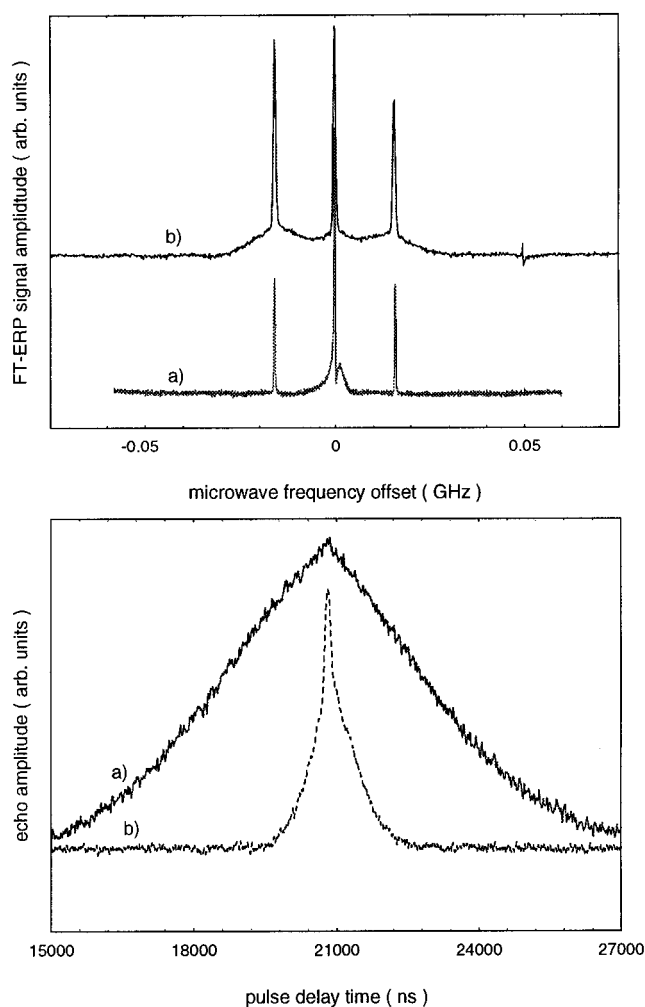 FT-ERP signal amplidtude ( arb. units )
b)
a)
-0.05
0
0.05
microwave frequency offset ( GHz )
echo amplitude ( arb. units )
a)
b)
15000
18000
21000
24000
27000
pulse delay time ( ns )